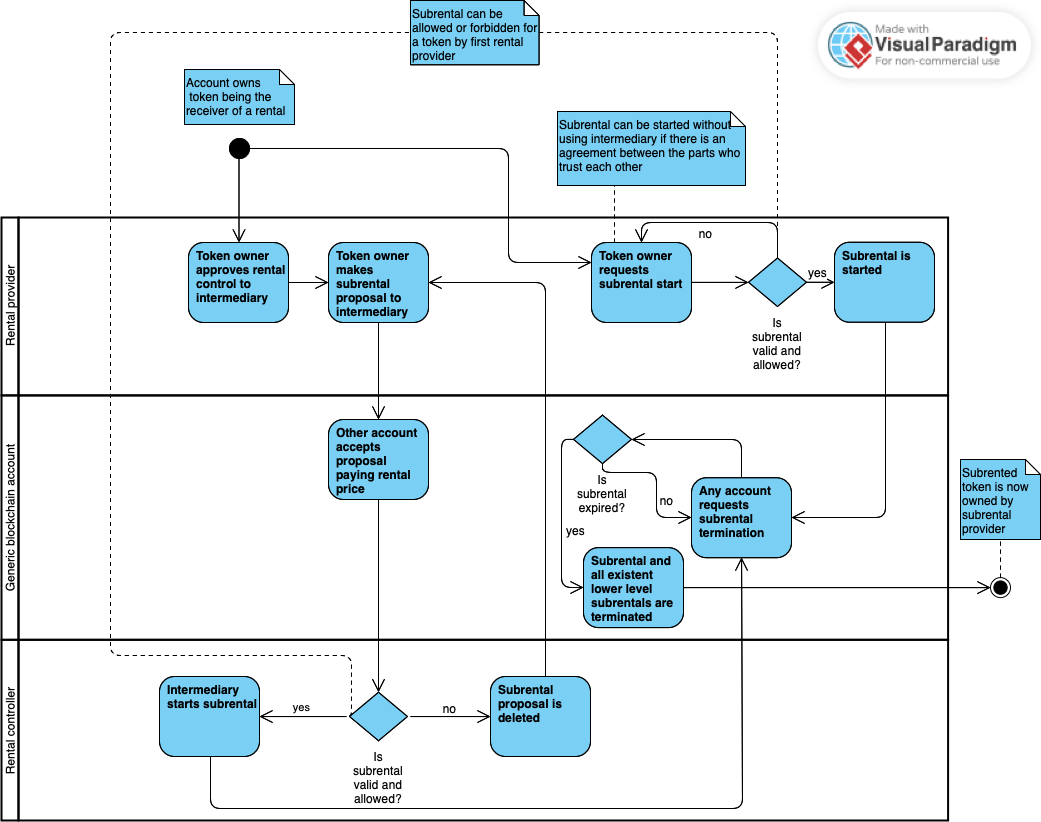 Subrental can be
allowed or forbidden for
a token by first rental
provider
Made with
Visual Paradigm
For non-commercial use
Account owns
token being the
receiver of a rental
Subrental can be started without
using intermediary if there is an
agreement between the parts who
trust each other
Rental provider
Token owner
approves rental
control to
intermediary
Token owner
makes
subrental
proposal to
intermediary
Token owner
requests
subrental start
no
yes
Subrental is
started
Is
subrental
valid and
allowed?
Generic blockchain account
Other account
accepts
proposal
paying rental
price
Is
subrental
expired?
no
yes
Any account
requests
subrental
termination
Subrental and
all existent
lower level
subrentals are
terminated
Subrented
token is now
owned by
subrental
provider
Rental controller
Intermediary
starts subrental
yes
no
Subrental
proposal is
deleted
Is
subrental
valid and
allowed?